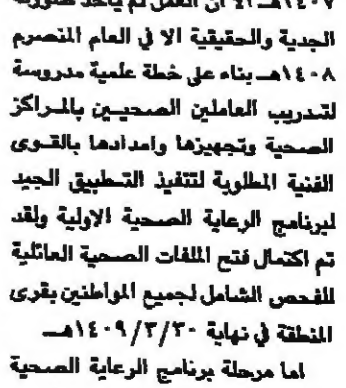 ١٤٠٧هـ الا ان العمل لم يأخذ صورته
الجدية والحقيقية الا في العام المنصرم
١٤٠٨هـ بناء على خطة علمية مدروسة
لتدريب العاملين الصحيين بالمراكز
الصحية وتجهيزها وامدادها بالقوى
الفنية المطلوبة لتنفيذ التطبيق الجيد
لبرنامج الرعاية الصحية الاولية ولقد
تم اكتمال فتح الملفات الصحية العائلية
للفحص الشامل لجميع المواطنين بقرى
المنطقة في نهاية ١٤٠٩/٣/٣٠هـ
اما مرحلة برنامج الرعاية الصحية